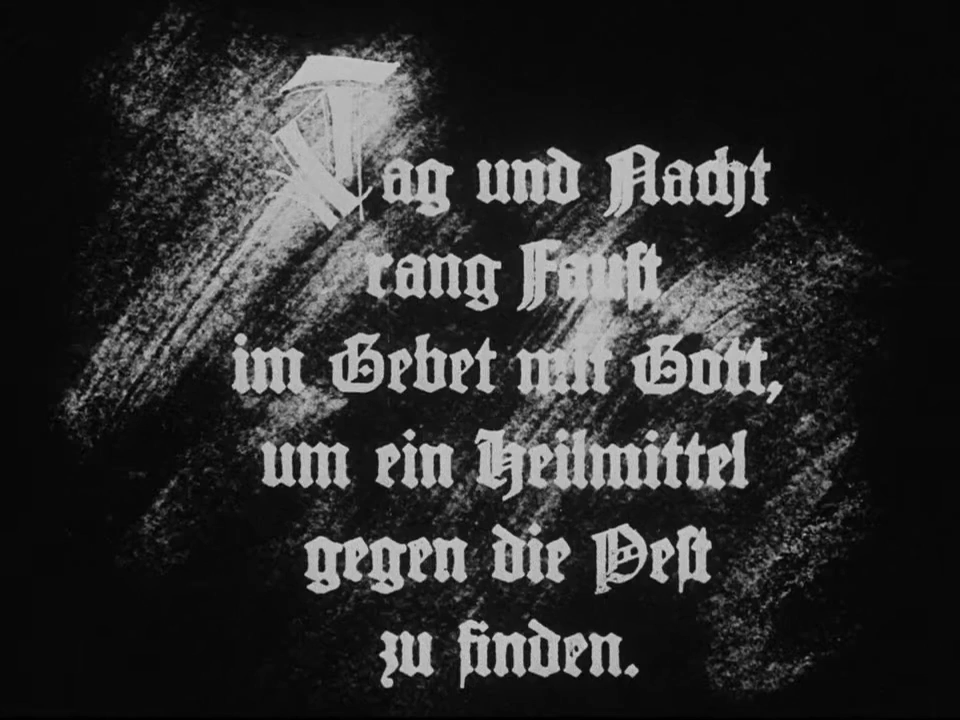 Tag und Nacht
rang Faust
im Gebet mit Gott,
um ein Heilmittel
gegen die Pest
zu finden.